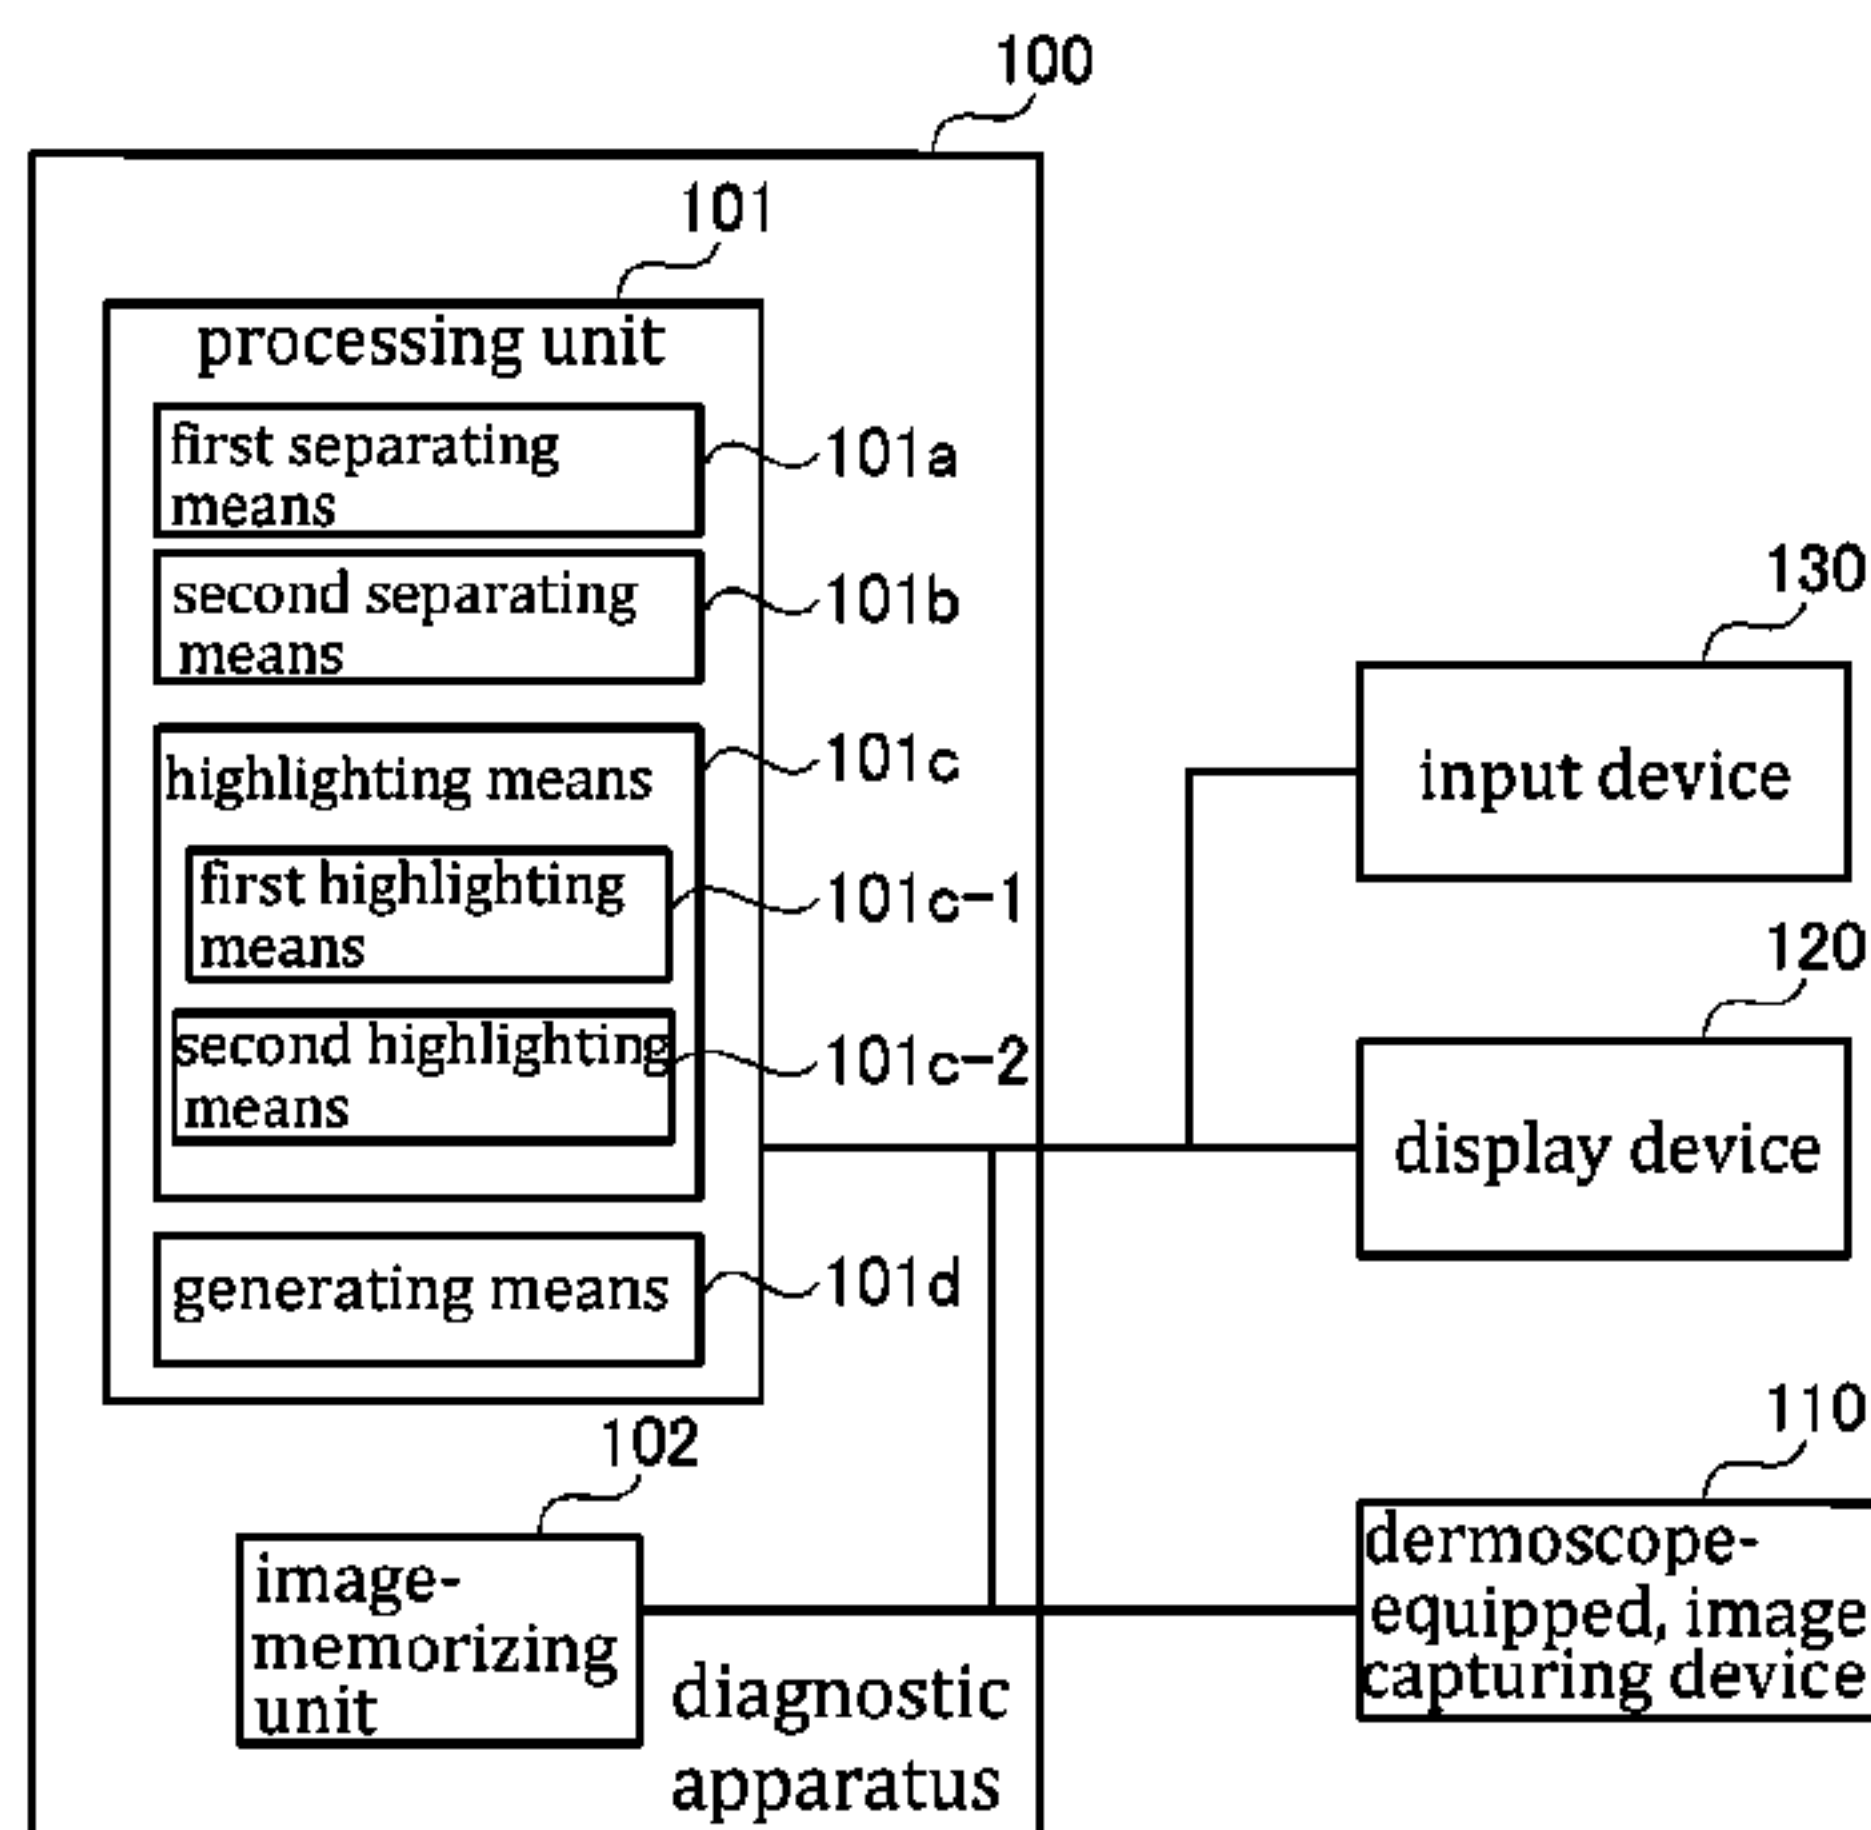 100
101
processing unit
first separating
means
101a
second separating
means
101b
highlighting means
101c
first highlighting
means
101c-1
second highlighting
means
101c-2
generating means
101d
102
image-
memorizing
unit
diagnostic
apparatus
130
input device
120
display device
110
dermoscope-
equipped, image
capturing device